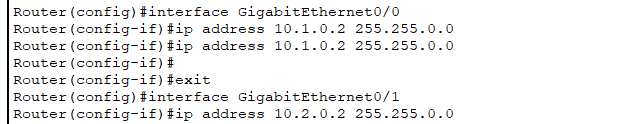 Router(config)#interface GigabitEthernet0/0
Router(config-if)#ip address 10.1.0.2 255.255.0.0
Router(config-if)#ip address 10.1.0.2 255.255.0.0
Router(config-if)#
Router(config-if)#exit
Router(config)#interface GigabitEthernet0/1
Router(config-if)#ip address 10.2.0.2 255.255.0.0